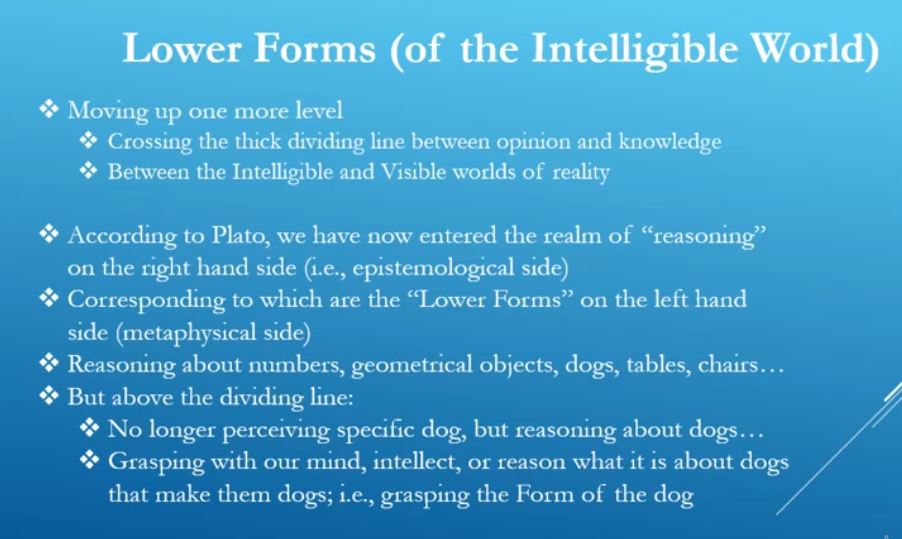 Lower Forms (of the Intelligible World)
❖ Moving up one more level
❖ Crossing the thick dividing line between opinion and knowledge
❖ Between the Intelligible and Visible worlds of reality
❖ According to Plato, we have now entered the realm of “reasoning”
on the right hand side (i.e., epistemological side)
❖ Corresponding to which are the “Lower Forms” on the left hand
side (metaphysical side)
❖ Reasoning about numbers, geometrical objects, dogs, tables, chairs…
❖ But above the dividing line:
❖ No longer perceiving specific dog, but reasoning about dogs…
❖ Grasping with our mind, intellect, or reason what it is about dogs
that make them dogs; i.e., grasping the Form of the dog